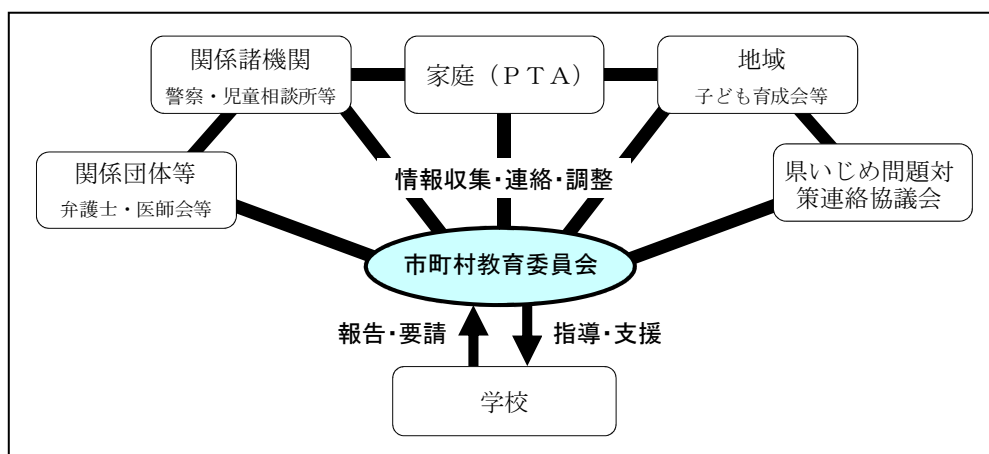 関係諸機関
警察・児童相談所等
家庭（ＰＴＡ）
地域
子ども育成会等
関係団体等
弁護士・医師会等
情報収集・連絡・調整
県いじめ問題対
策連絡協議会
市町村教育委員会
報告・要請
指導・支援
学校